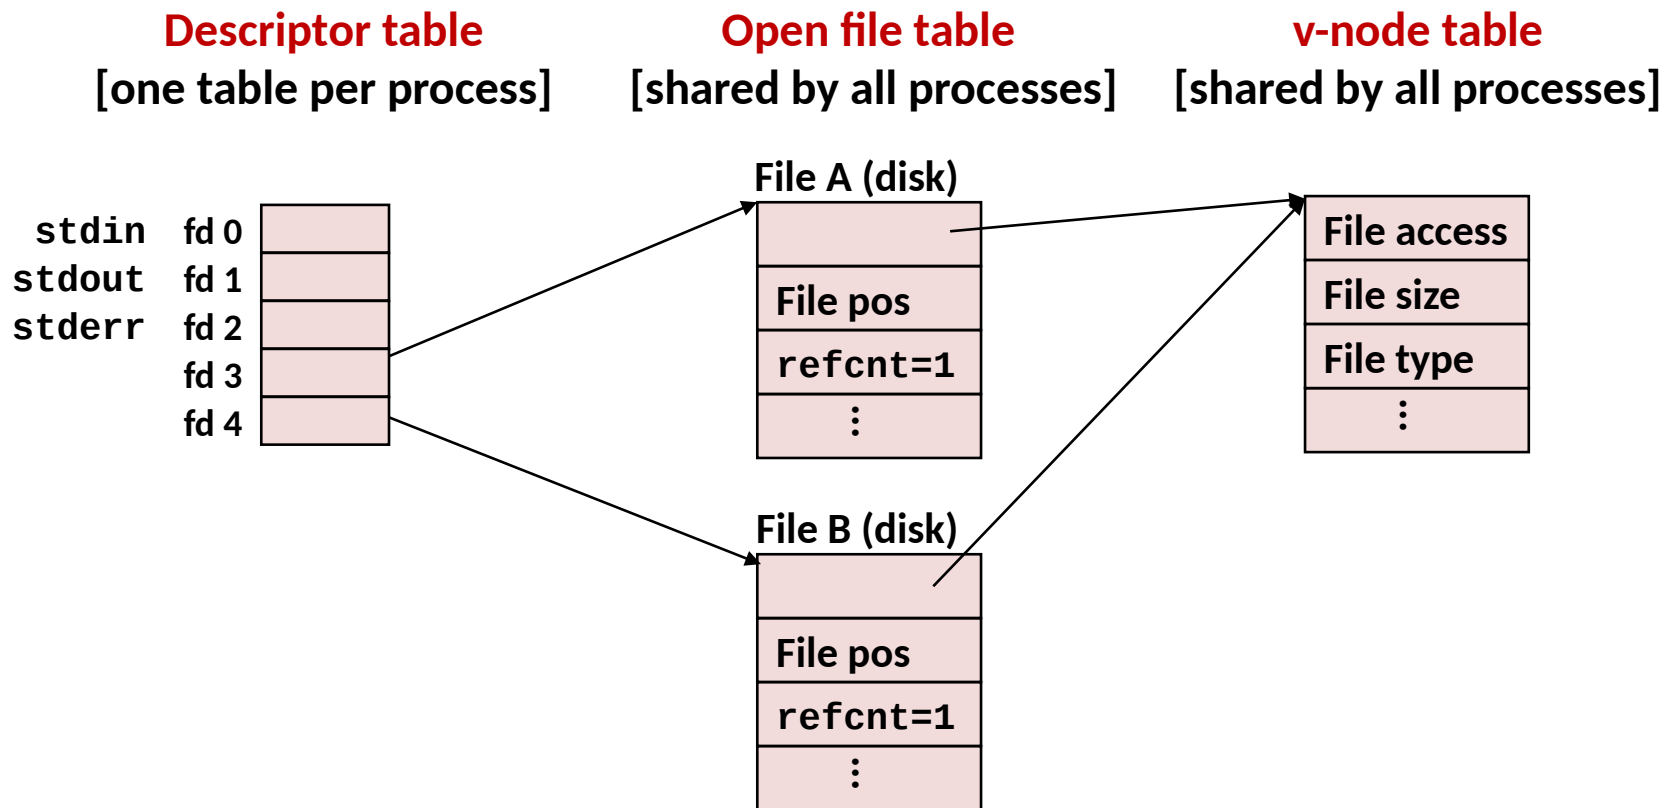 Descriptor table
[one table per process]
Open file table
[shared by all processes]
v-node table
[shared by all processes]
stdin fd 0
stdout fd 1
stderr fd 2
fd 3
fd 4
File A (disk)
File pos
refcnt=1
⋮
File B (disk)
File pos
refcnt=1
⋮
File access
File size
File type
⋮